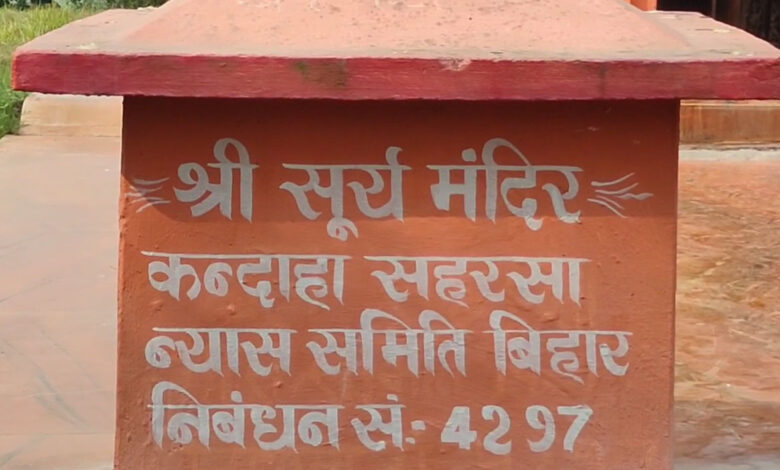 श्री सूर्य मंदिर
कन्दाहा सहरसा
न्यास समिति बिहार
निबंधन सं:- 4297